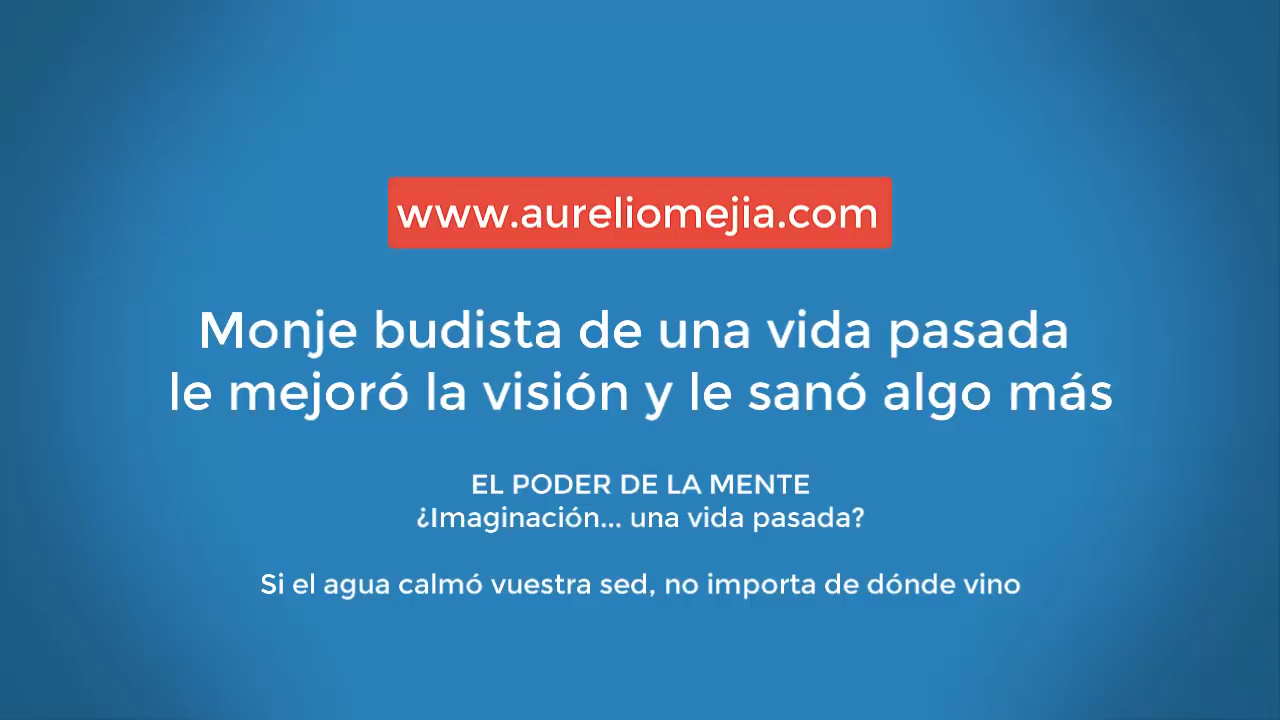 www.aureliomejia.com
Monje budista de una vida pasada
le mejoró la visión y le sanó algo más
EL PODER DE LA MENTE
¿Imaginación... una vida pasada?
Si el agua calmó vuestra sed, no importa de dónde vino